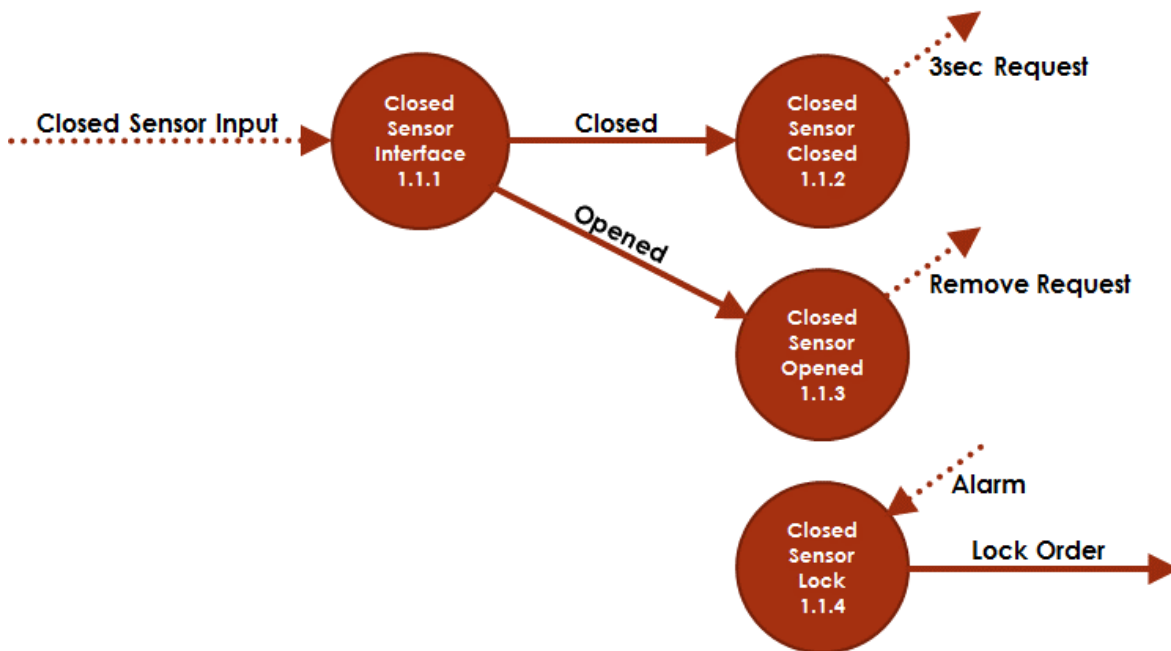 3sec Request
Closed Sensor Input
Closed
Sensor
Interface
1.1.1
Closed
Closed
Sensor
Closed
1.1.2
Opened
Remove Request
Closed
Sensor
Opened
1.1.3
Alarm
Closed
Sensor
Lock
1.1.4
Lock Order